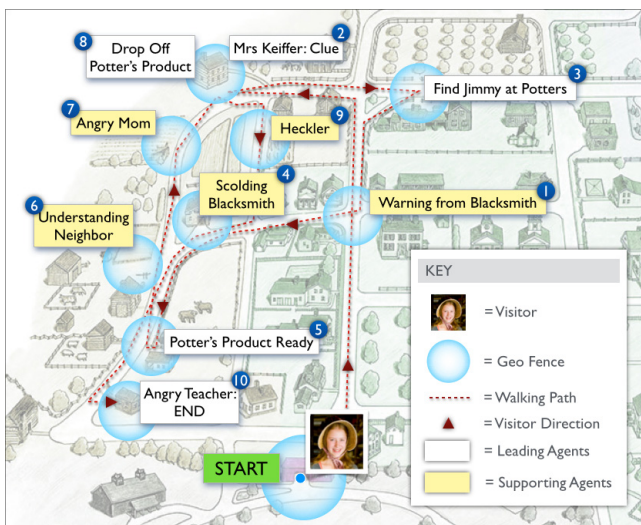 8
Drop Off
Potter's Product
2
Mrs Keiffer: Clue
3
Find Jimmy at Potters
7
Angry Mom
9
Heckler
4
Scolding
Blacksmith
1
Warning from Blacksmith
6
Understanding
Neighbor
5
Potter's Product Ready
10
Angry Teacher:
END
START
KEY
= Visitor
= Geo Fence
= Walking Path
= Visitor Direction
= Leading Agents
= Supporting Agents